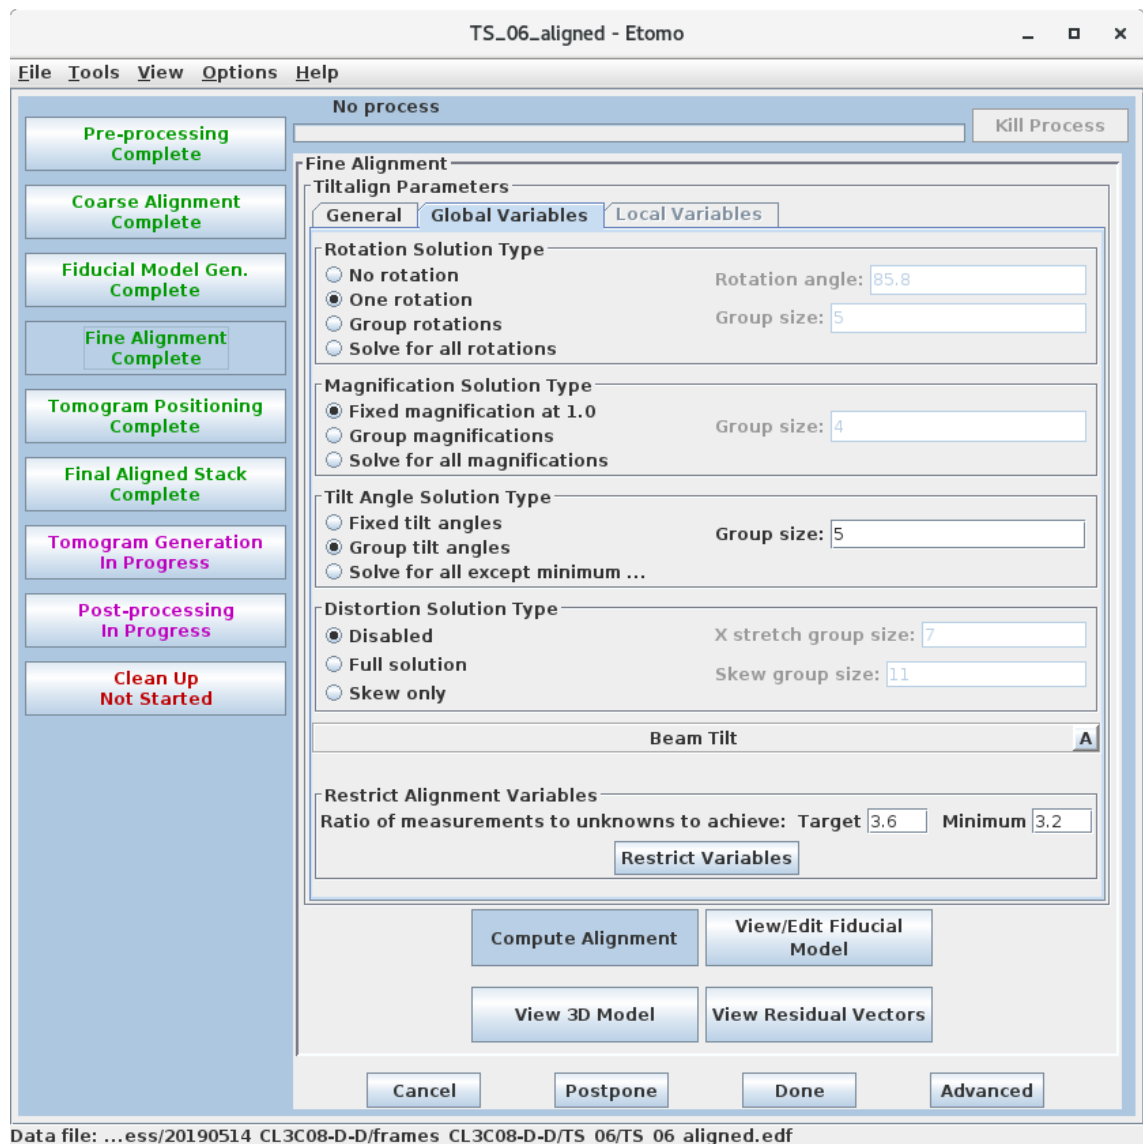 TS_06_aligned - Etomo
File Tools View Options Help
No process
Kill Process
Pre-processing
Complete
Coarse Alignment
Complete
Fiducial Model Gen.
Complete
Fine Alignment
Complete
Tomogram Positioning
Complete
Final Aligned Stack
Complete
Tomogram Generation
In Progress
Post-processing
In Progress
Clean Up
Not Started
Fine Alignment
Tiltalign Parameters
General Global Variables Local Variables
Rotation Solution Type
No rotation
Rotation angle: 85.8
One rotation
Group rotations
Group size: 5
Solve for all rotations
Magnification Solution Type
Fixed magnification at 1.0
Group magnifications
Group size: 4
Solve for all magnifications
Tilt Angle Solution Type
Fixed tilt angles
Group size: 5
Group tilt angles
Solve for all except minimum ...
Distortion Solution Type
Disabled
X stretch group size: 7
Full solution
Skew group size: 11
Skew only
Beam Tilt A
Restrict Alignment Variables
Ratio of measurements to unknowns to achieve: Target 3.6 Minimum 3.2
Restrict Variables
Compute Alignment
View/Edit Fiducial
Model
View 3D Model
View Residual Vectors
Cancel Postpone Done Advanced
Data file: ...ess/20190514_CL3C08-D-D/frames_CL3C08-D-D/TS_06/TS_06_aligned.edf